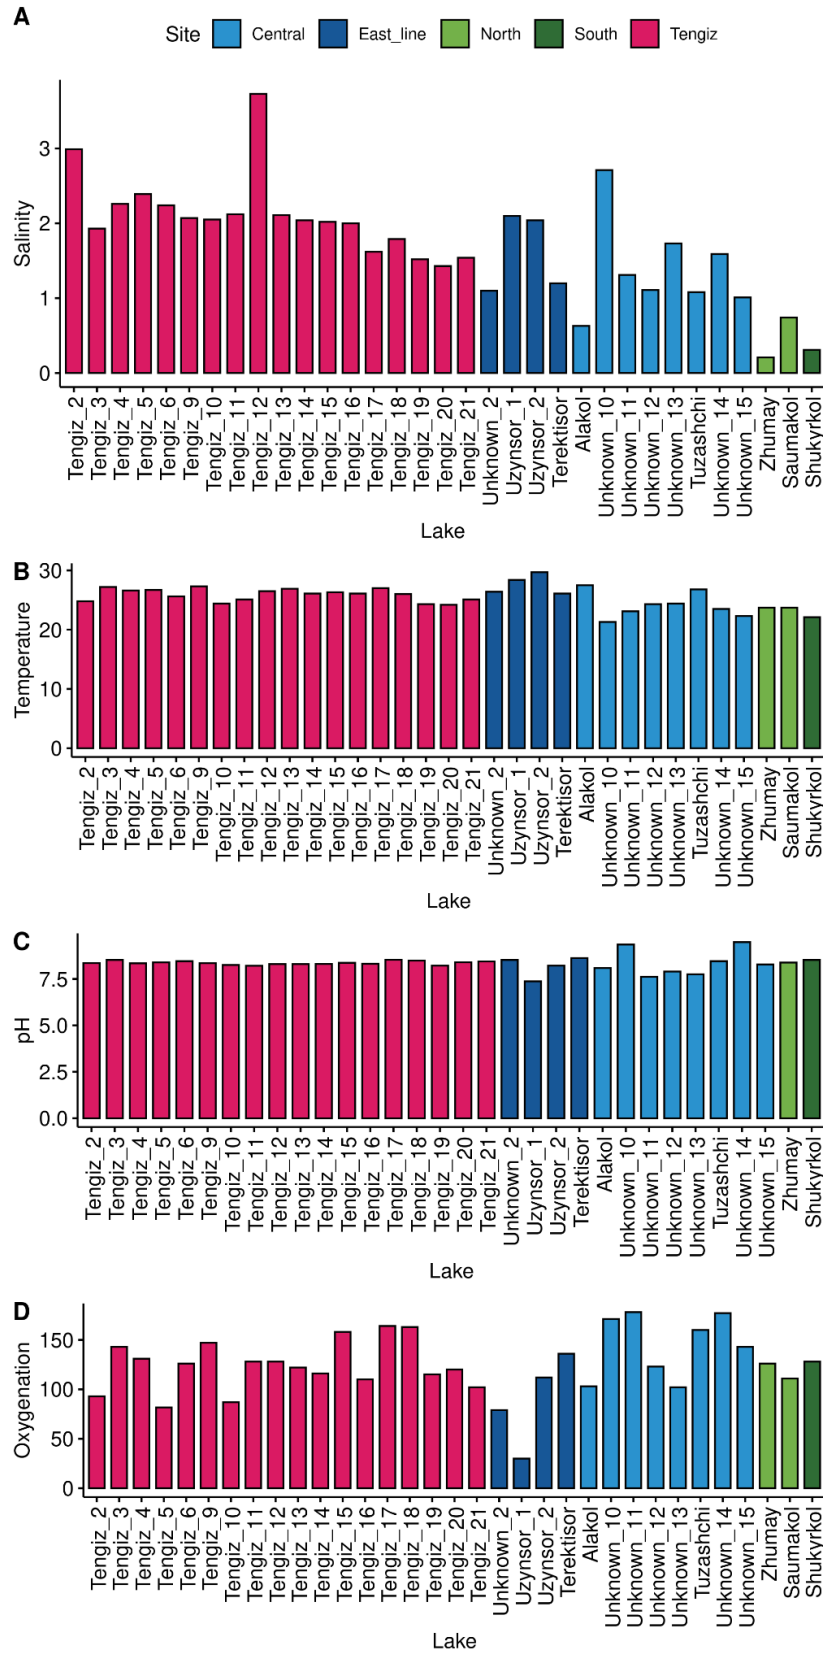 A
Site Central East_line North South Tengiz
Salinity
3
2
1
0
Tengiz_2 Tengiz_3 Tengiz_4 Tengiz_5 Tengiz_6 Tengiz_9 Tengiz_10 Tengiz_11 Tengiz_12 Tengiz_13 Tengiz_14 Tengiz_15 Tengiz_16 Tengiz_17 Tengiz_18 Tengiz_19 Tengiz_20 Tengiz_21 Unknown_2 Uzynsor_1 Uzynsor_2 Terektisor Alakol Unknown_10 Unknown_11 Unknown_12 Unknown_13 Tuzashchi Unknown_14 Unknown_15 Zhumay Saumakol Shukyrkol
Lake
B
Temperature
30
20
10
0
Tengiz_2 Tengiz_3 Tengiz_4 Tengiz_5 Tengiz_6 Tengiz_9 Tengiz_10 Tengiz_11 Tengiz_12 Tengiz_13 Tengiz_14 Tengiz_15 Tengiz_16 Tengiz_17 Tengiz_18 Tengiz_19 Tengiz_20 Tengiz_21 Unknown_2 Uzynsor_1 Uzynsor_2 Terektisor Alakol Unknown_10 Unknown_11 Unknown_12 Unknown_13 Tuzashchi Unknown_14 Unknown_15 Zhumay Saumakol Shukyrkol
Lake
C
pH
7.5
5.0
2.5
0.0
Tengiz_2 Tengiz_3 Tengiz_4 Tengiz_5 Tengiz_6 Tengiz_9 Tengiz_10 Tengiz_11 Tengiz_12 Tengiz_13 Tengiz_14 Tengiz_15 Tengiz_16 Tengiz_17 Tengiz_18 Tengiz_19 Tengiz_20 Tengiz_21 Unknown_2 Uzynsor_1 Uzynsor_2 Terektisor Alakol Unknown_10 Unknown_11 Unknown_12 Unknown_13 Tuzashchi Unknown_14 Unknown_15 Zhumay Shukyrkol
Lake
D
Oxygenation
150
100
50
0
Tengiz_2 Tengiz_3 Tengiz_4 Tengiz_5 Tengiz_6 Tengiz_9 Tengiz_10 Tengiz_11 Tengiz_12 Tengiz_13 Tengiz_14 Tengiz_15 Tengiz_16 Tengiz_17 Tengiz_18 Tengiz_19 Tengiz_20 Tengiz_21 Unknown_2 Uzynsor_1 Uzynsor_2 Terektisor Alakol Unknown_10 Unknown_11 Unknown_12 Unknown_13 Tuzashchi Unknown_14 Unknown_15 Zhumay Saumakol Shukyrkol
Lake